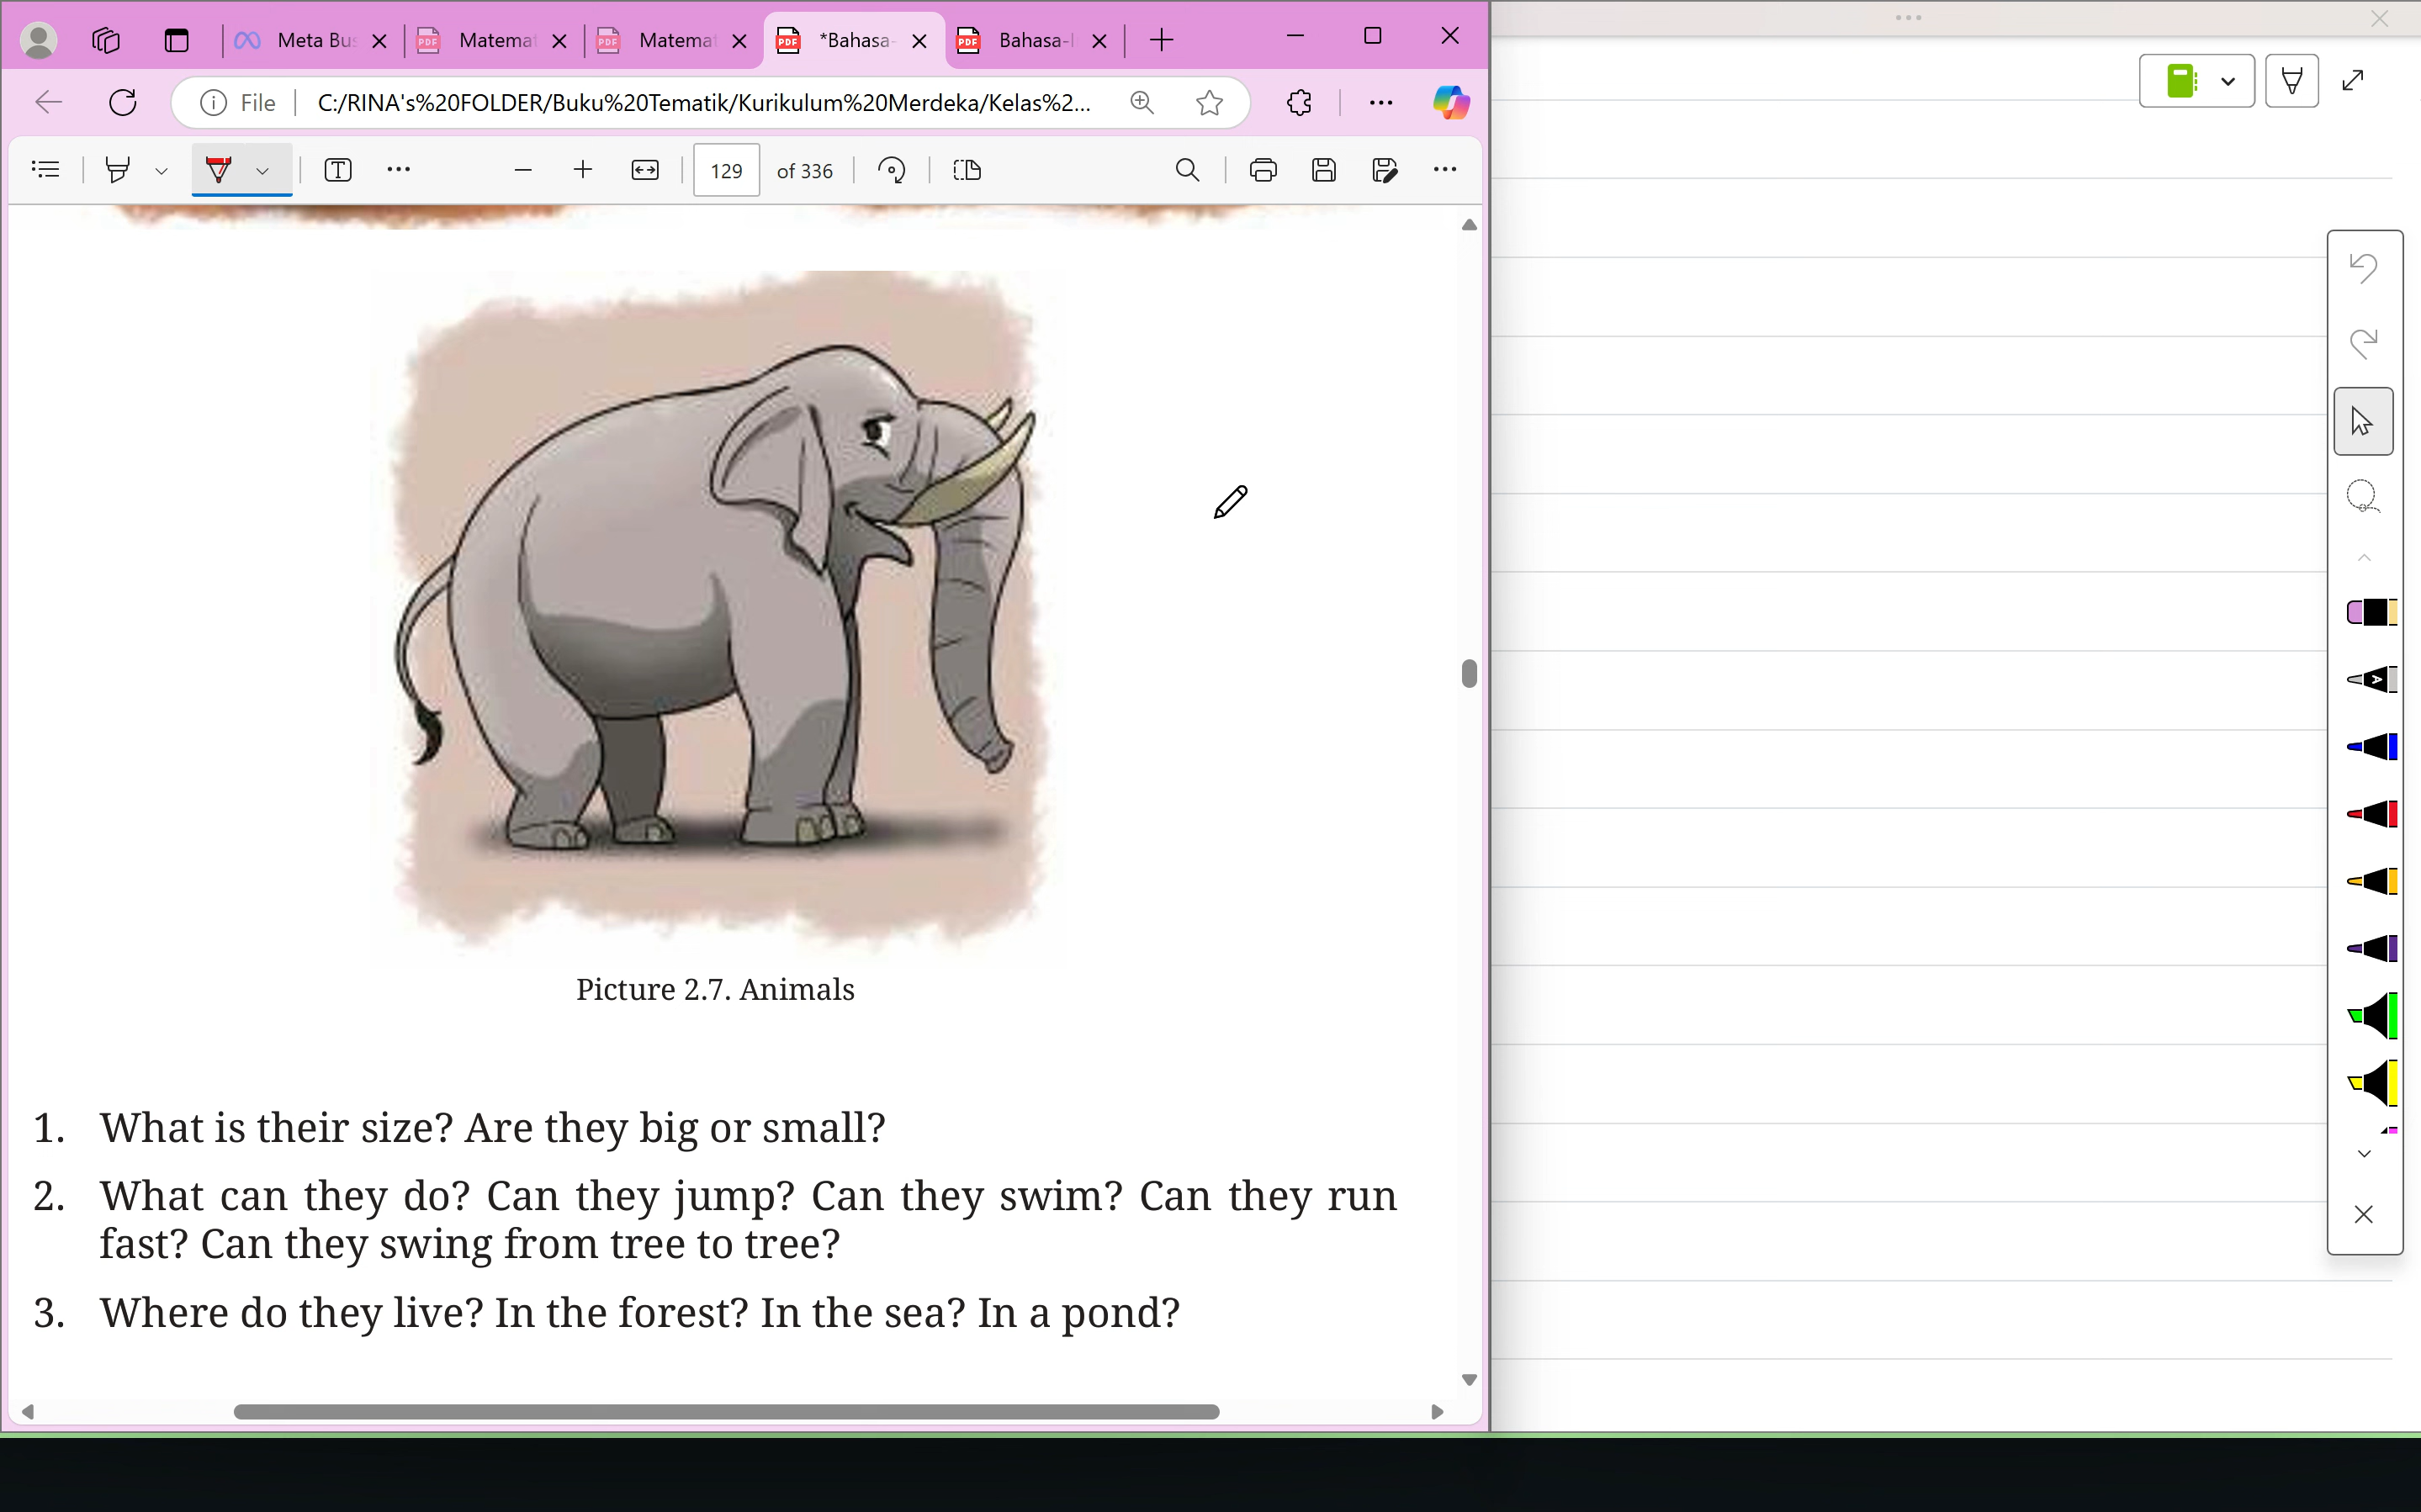 Meta Bus
Matemat
Matemat
*Bahasa-
Bahasa-I
File
C:/RINA's%20FOLDER/Buku%20Tematik/Kurikulum%20Merdeka/Kelas%2...
129 of 336
Picture 2.7. Animals
1. What is their size? Are they big or small?
2. What can they do? Can they jump? Can they swim? Can they run
fast? Can they swing from tree to tree?
3. Where do they live? In the forest? In the sea? In a pond?